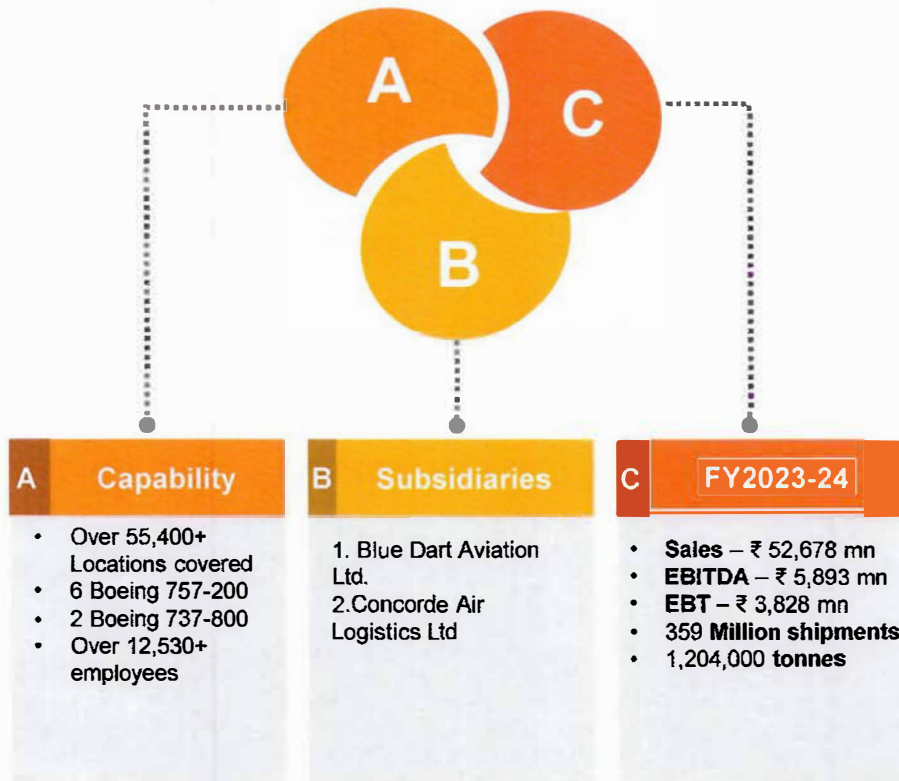 A
C
B
A Capability
• Over 55,400+
Locations covered
• 6 Boeing 757-200
• 2 Boeing 737-800
• Over 12,530+
employees
B Subsidiaries
1. Blue Dart Aviation
Ltd.
2.Concorde Air
Logistics Ltd
C FY2023-24
• Sales – ₹ 52,678 mn
• EBITDA – ₹ 5,893 mn
• EBT – ₹ 3,828 mn
• 359 Million shipments
• 1,204,000 tonnes